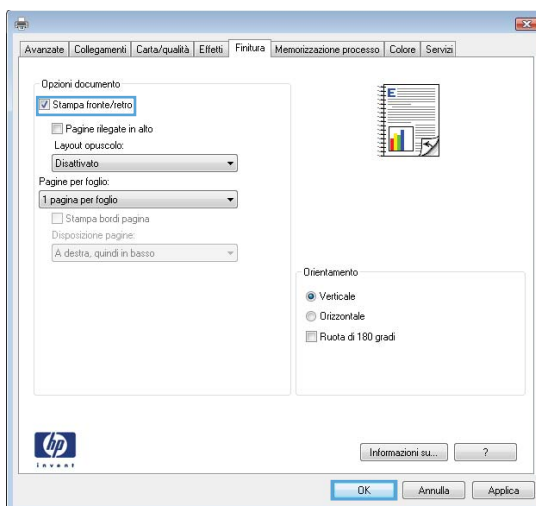 Avanzate Collegamenti Carta/qualità Effetti Finitura Memorizzazione processo Colore Servizi
Opzioni documento
Stampa fronte/retro
Pagine rilegate in alto
Layout opuscolo:
Disattivato
Pagine per foglio:
1 pagina per foglio
Stampa bordi pagina
Disposizione pagine:
A destra, quindi in basso
E
Orientamento
Verticale
Orizzontale
Ruota di 180 gradi
hp
invent
Informazioni su... ?
OK Annulla Applica